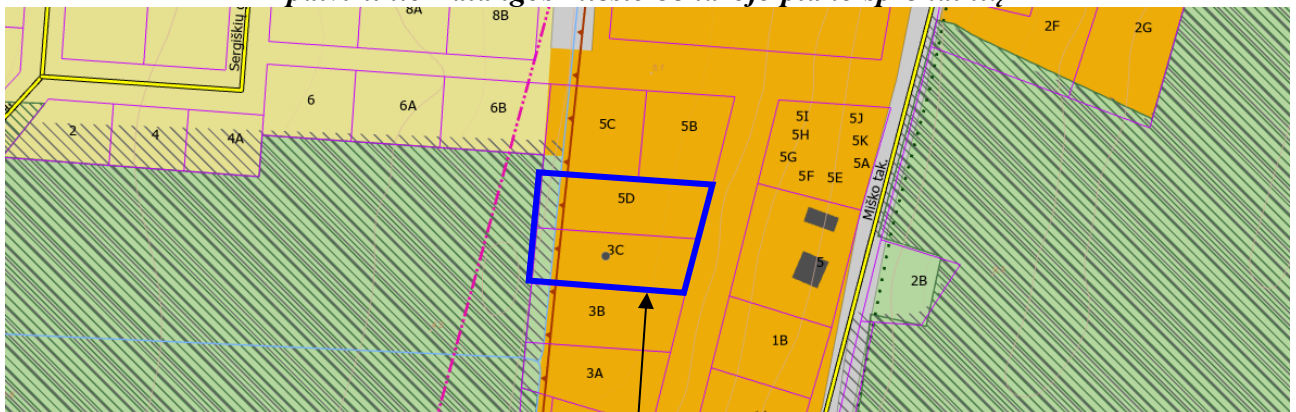 8A
8B
2F
2G
Sergiškių
6
6A
6B
2
4
4A
5C
5B
5I
5J
5H
5K
5G
5A
5F
5E
5D
Miško tak.
3C
5
2B
3B
1B
3A